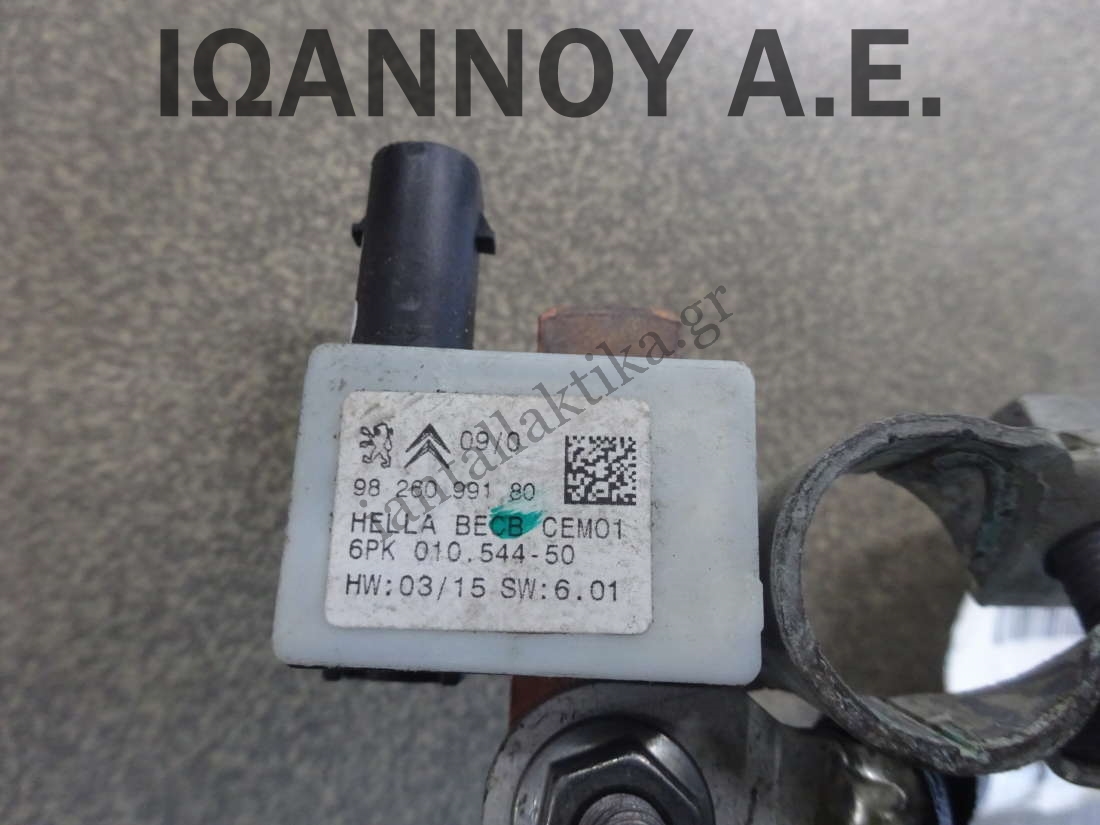 ΙΩΑΝΝΟΥ Α.Ε.
iantallaktika.gr
09/0
98 260 991 80
HELLA BECB CEM01
6PK 010.544-50
HW:03/15 SW:6.01